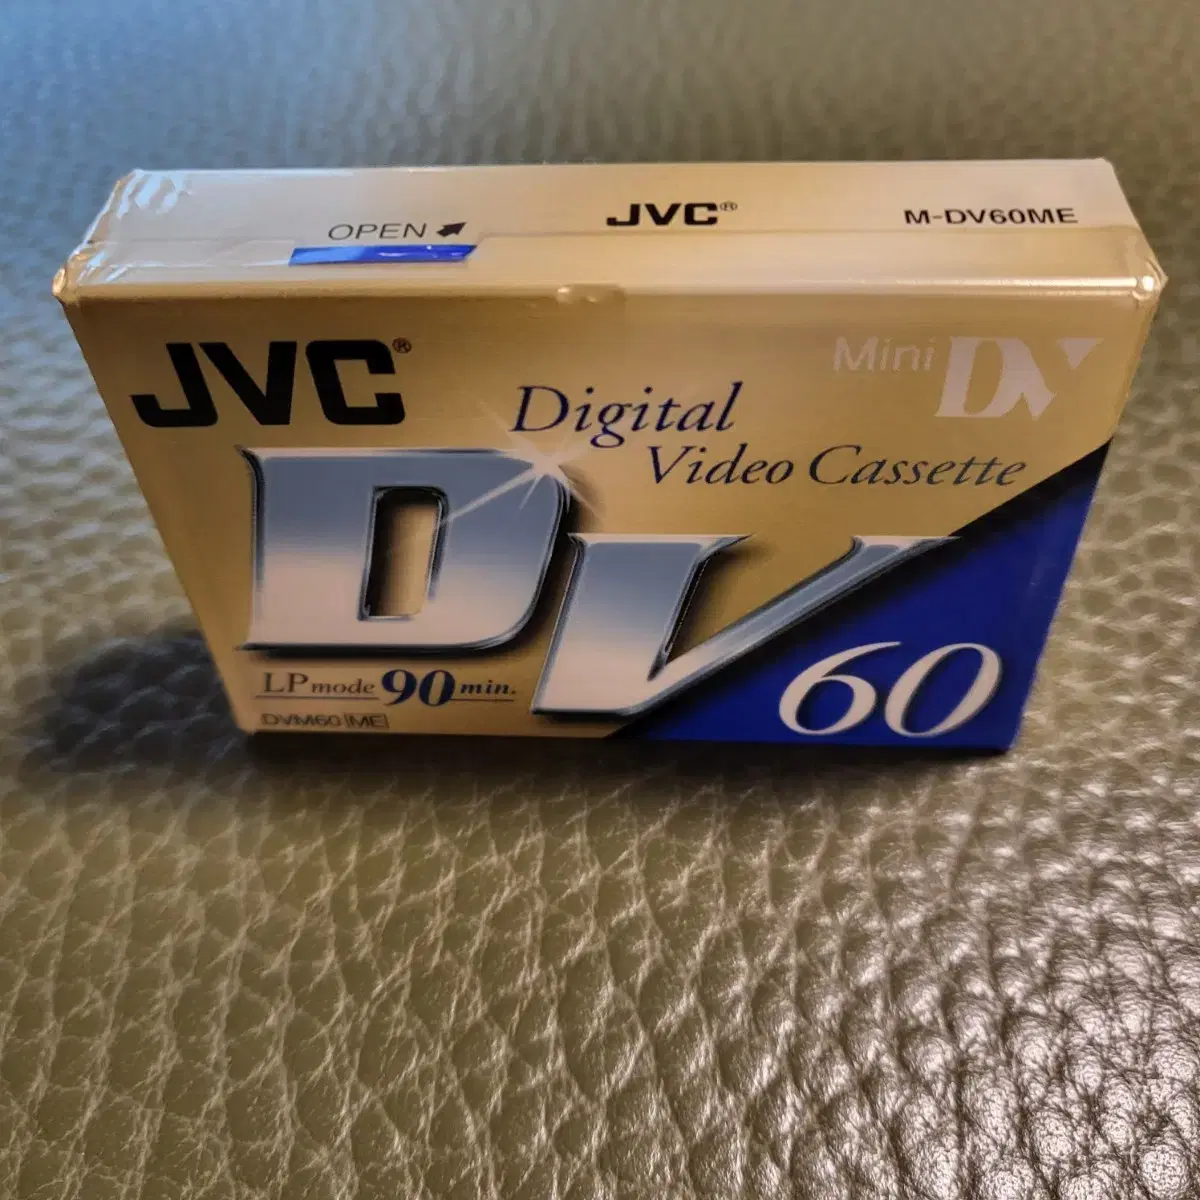 OPEN JVC® M-DV60ME
JVC®
Mini DV
Digital
Video Cassette
DV
60
LP mode 90 min.
DVM60 ME